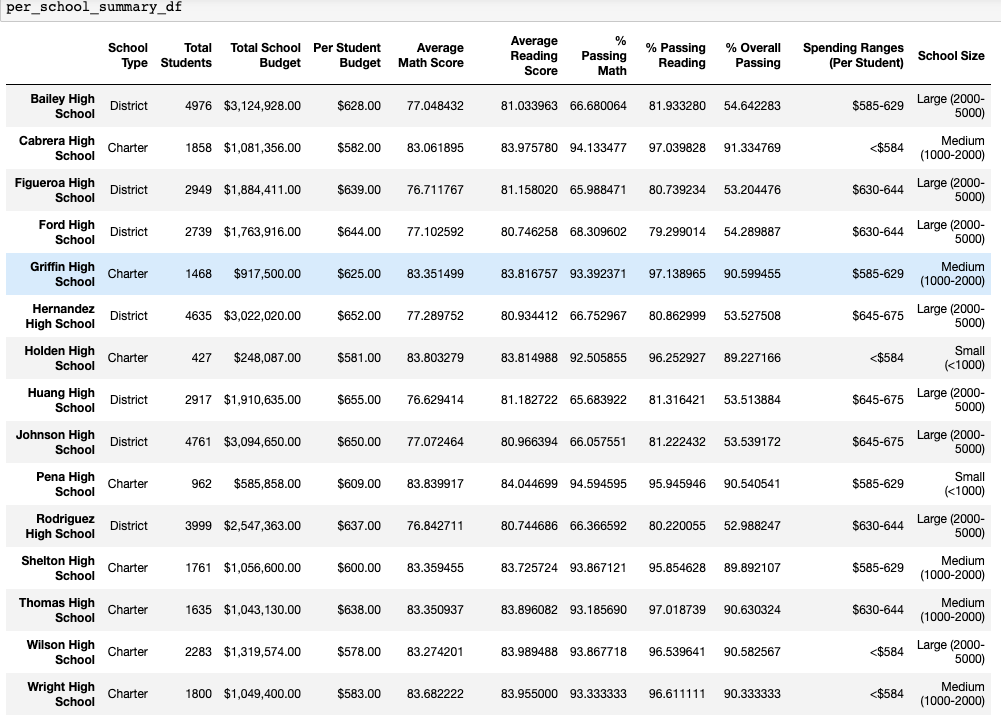 per_school_summary_df
School Type Total Students Total School Budget Per Student Budget Average Math Score Average Reading Score % Passing Math % Passing Reading % Overall Passing Spending Ranges (Per Student) School Size
Bailey High School District 4976 $3,124,928.00 $628.00 77.048432 81.033963 66.680064 81.933280 54.642283 $585-629 Large (2000-5000)
Cabrera High School Charter 1858 $1,081,356.00 $582.00 83.061895 83.975780 94.133477 97.039828 91.334769 <$584 Medium (1000-2000)
Figueroa High School District 2949 $1,884,411.00 $639.00 76.711767 81.158020 65.988471 80.739234 53.204476 $630-644 Large (2000-5000)
Ford High School District 2739 $1,763,916.00 $644.00 77.102592 80.746258 68.309602 79.299014 54.289887 $630-644 Large (2000-5000)
Griffin High School Charter 1468 $917,500.00 $625.00 83.351499 83.816757 93.392371 97.138965 90.599455 $585-629 Medium (1000-2000)
Hernandez High School District 4635 $3,022,020.00 $652.00 77.289752 80.934412 66.752967 80.862999 53.527508 $645-675 Large (2000-5000)
Holden High School Charter 427 $248,087.00 $581.00 83.803279 83.814988 92.505855 96.252927 89.227166 <$584 Small (<1000)
Huang High School District 2917 $1,910,635.00 $655.00 76.629414 81.182722 65.683922 81.316421 53.513884 $645-675 Large (2000-5000)
Johnson High School District 4761 $3,094,650.00 $650.00 77.072464 80.966394 66.057551 81.222432 53.539172 $645-675 Large (2000-5000)
Pena High School Charter 962 $585,858.00 $609.00 83.839917 84.044699 94.594595 95.945946 90.540541 $585-629 Small (<1000)
Rodriguez High School District 3999 $2,547,363.00 $637.00 76.842711 80.744686 66.366592 80.220055 52.988247 $630-644 Large (2000-5000)
Shelton High School Charter 1761 $1,056,600.00 $600.00 83.359455 83.725724 93.867121 95.854628 89.892107 $585-629 Medium (1000-2000)
Thomas High School Charter 1635 $1,043,130.00 $638.00 83.350937 83.896082 93.185690 97.018739 90.630324 $630-644 Medium (1000-2000)
Wilson High School Charter 2283 $1,319,574.00 $578.00 83.274201 83.989488 93.867718 96.539641 90.582567 <$584 Large (2000-5000)
Wright High School Charter 1800 $1,049,400.00 $583.00 83.682222 83.955000 93.333333 96.611111 90.333333 <$584 Medium (1000-2000)